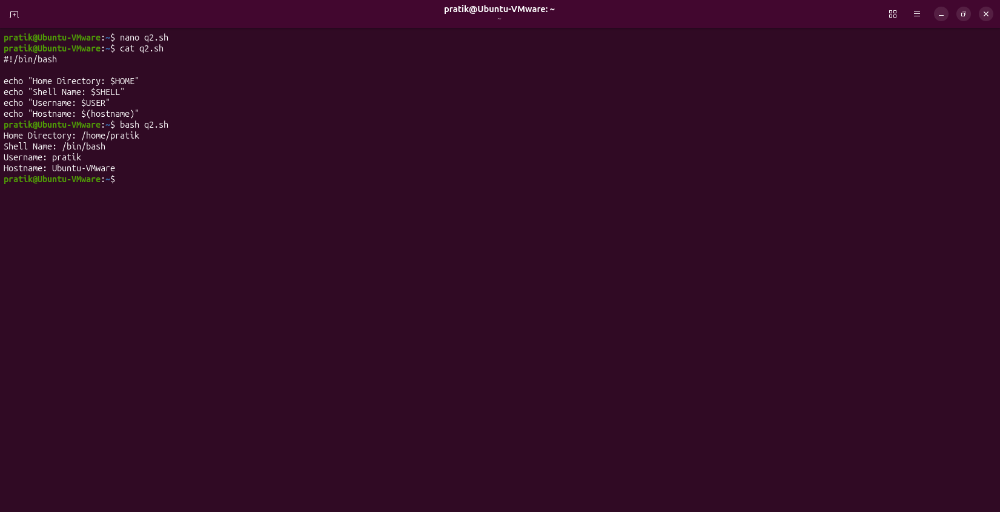 pratik@Ubuntu-VMware: ~
~
pratik@Ubuntu-VMware:~$ nano q2.sh
pratik@Ubuntu-VMware:~$ cat q2.sh
#!/bin/bash

echo "Home Directory: $HOME"
echo "Shell Name: $SHELL"
echo "Username: $USER"
echo "Hostname: $(hostname)"
pratik@Ubuntu-VMware:~$ bash q2.sh
Home Directory: /home/pratik
Shell Name: /bin/bash
Username: pratik
Hostname: Ubuntu-VMware
pratik@Ubuntu-VMware:~$